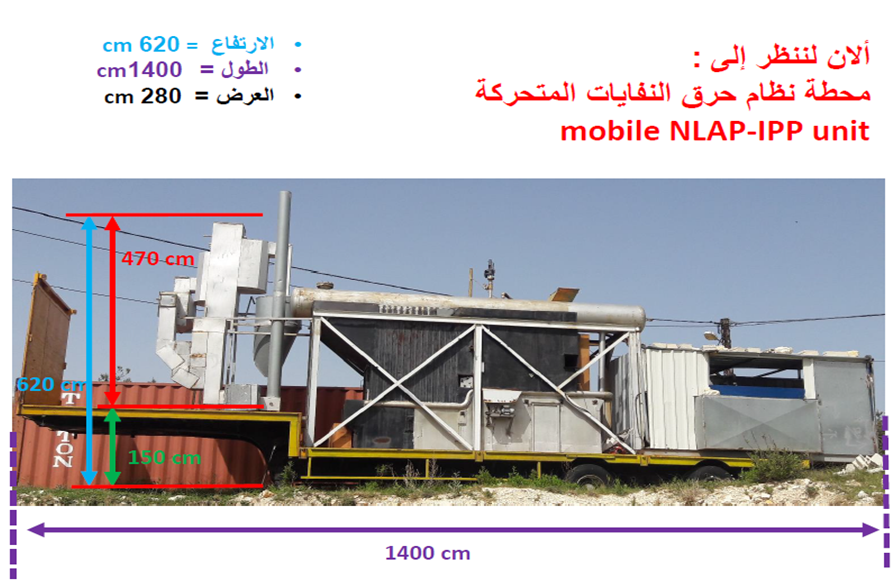 ألان لننظر إلى :
محطة نظام حرق النفايات المتحركة
mobile NLAP-IPP unit
• الارتفاع = 620 cm
• الطول = 1400cm
• العرض = 280 cm
470 cm
620 cm
150 cm
TON
1400 cm